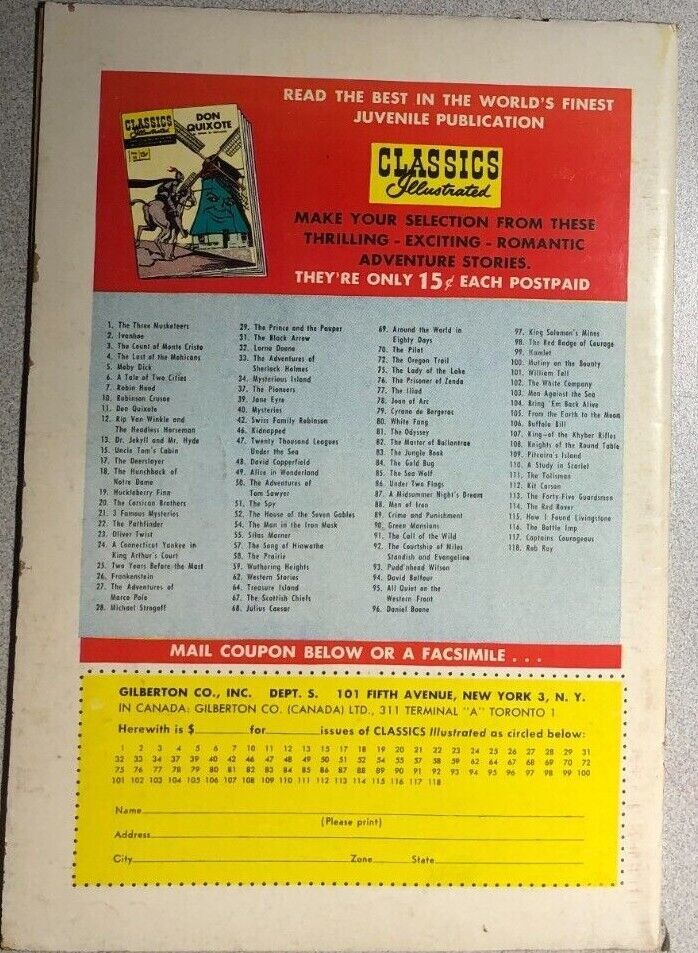 CLASSICS
Illustrated
DON
QUIXOTE
15¢
READ THE BEST IN THE WORLD'S FINEST
JUVENILE PUBLICATION
CLASSICS
Illustrated
MAKE YOUR SELECTION FROM THESE
THRILLING - EXCITING - ROMANTIC
ADVENTURE STORIES.
THEY'RE ONLY 15¢ EACH POSTPAID
1. The Three Musketeers
2. Ivanhoe
3. The Count of Monte Cristo
4. The Last of the Mohicans
5. Moby Dick
6. A Tale of Two Cities
7. Robin Hood
10. Robinson Crusoe
11. Don Quixote
12. Rip Van Winkle and
The Headless Horseman
13. Dr. Jekyll and Mr. Hyde
15. Uncle Tom's Cabin
17. The Deerslayer
18. The Hunchback of
Notre Dame
19. Huckleberry Finn
20. The Corsican Brothers
21. 3 Famous Mysteries
22. The Pathfinder
23. Oliver Twist
24. A Connecticut Yankee in
King Arthur's Court
25. Two Years Before the Mast
26. Frankenstein
27. The Adventures of
Marco Polo
28. Michael Strogoff
29. The Prince and the Pauper
31. The Black Arrow
32. Lorna Doone
33. The Adventures of
Sherlock Holmes
34. Mysterious Island
37. The Pioneers
39. Jane Eyre
40. Mysteries
42. Swiss Family Robinson
46. Kidnapped
47. Twenty Thousand Leagues
Under the Sea
48. David Copperfield
49. Alice in Wonderland
50. The Adventures of
Tom Sawyer
51. The Spy
52. The House of the Seven Gables
54. The Man in the Iron Mask
55. Silas Marner
57. The Song of Hiawatha
58. The Prairie
59. Wuthering Heights
62. Western Stories
64. Treasure Island
67. The Scottish Chiefs
68. Julius Caesar
69. Around the World in
Eighty Days
70. The Pilot
72. The Oregon Trail
75. The Lady of the Lake
76. The Prisoner of Zenda
77. The Iliad
78. Joan of Arc
79. Cyrano de Bergerac
80. White Fang
81. The Odyssey
82. The Master of Ballantrae
83. The Jungle Book
84. The Gold Bug
85. The Sea Wolf
86. Under Two Flags
87. A Midsummer Night's Dream
88. Men of Iron
89. Crime and Punishment
90. Green Mansions
91. The Call of the Wild
92. The Courtship of Miles
Standish and Evangeline
93. Pudd'nhead Wilson
94. David Balfour
95. All Quiet on the
Western Front
96. Daniel Boone
97. King Solomon's Mines
98. The Red Badge of Courage
99. Hamlet
100. Mutiny on the Bounty
101. William Tell
102. The White Company
103. Men Against the Sea
104. Bring 'Em Back Alive
105. From the Earth to the Moon
106. Buffalo Bill
107. King-of the Khyber Rifles
108. Knights of the Round Table
109. Pitcairn's Island
110. A Study in Scarlet
111. The Talisman
112. Kit Carson
113. The Forty-Five Guardsmen
114. The Red Rover
115. How I Found Livingstone
116. The Bottle Imp
117. Captains Courageous
118. Rob Roy
MAIL COUPON BELOW OR A FACSIMILE . . .
GILBERTON CO., INC. DEPT. S. 101 FIFTH AVENUE, NEW YORK 3, N. Y.
IN CANADA: GILBERTON CO. (CANADA) LTD., 311 TERMINAL "A" TORONTO 1
Herewith is $ for issues of CLASSICS Illustrated as circled below:
1 2 3 4 5 6 7 10 11 12 13 15 17 18 19 20 21 22 23 24 25 26 27 28 29 31
32 33 34 37 39 40 42 46 47 48 49 50 51 52 54 55 57 58 59 62 64 67 68 69 70 72
75 76 77 78 79 80 81 82 83 84 85 86 87 88 89 90 91 92 93 94 95 96 97 98 99 100
101 102 103 104 105 106 107 108 109 110 111 112 113 114 115 116 117 118
Name
(Please print)
Address
City Zone State